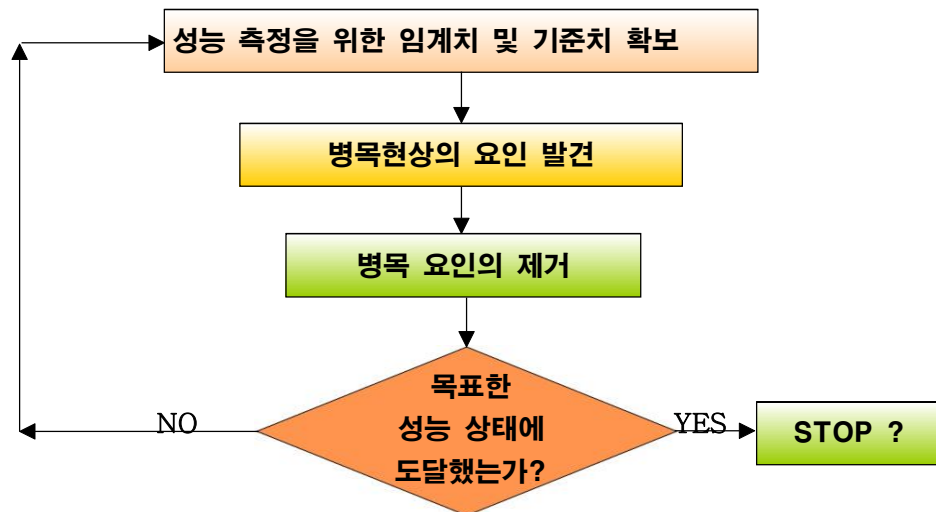 성능 측정을 위한 임계치 및 기준치 확보
병목현상의 요인 발견
병목 요인의 제거
목표한
성능 상태에
도달했는가?
NO
YES
STOP ?